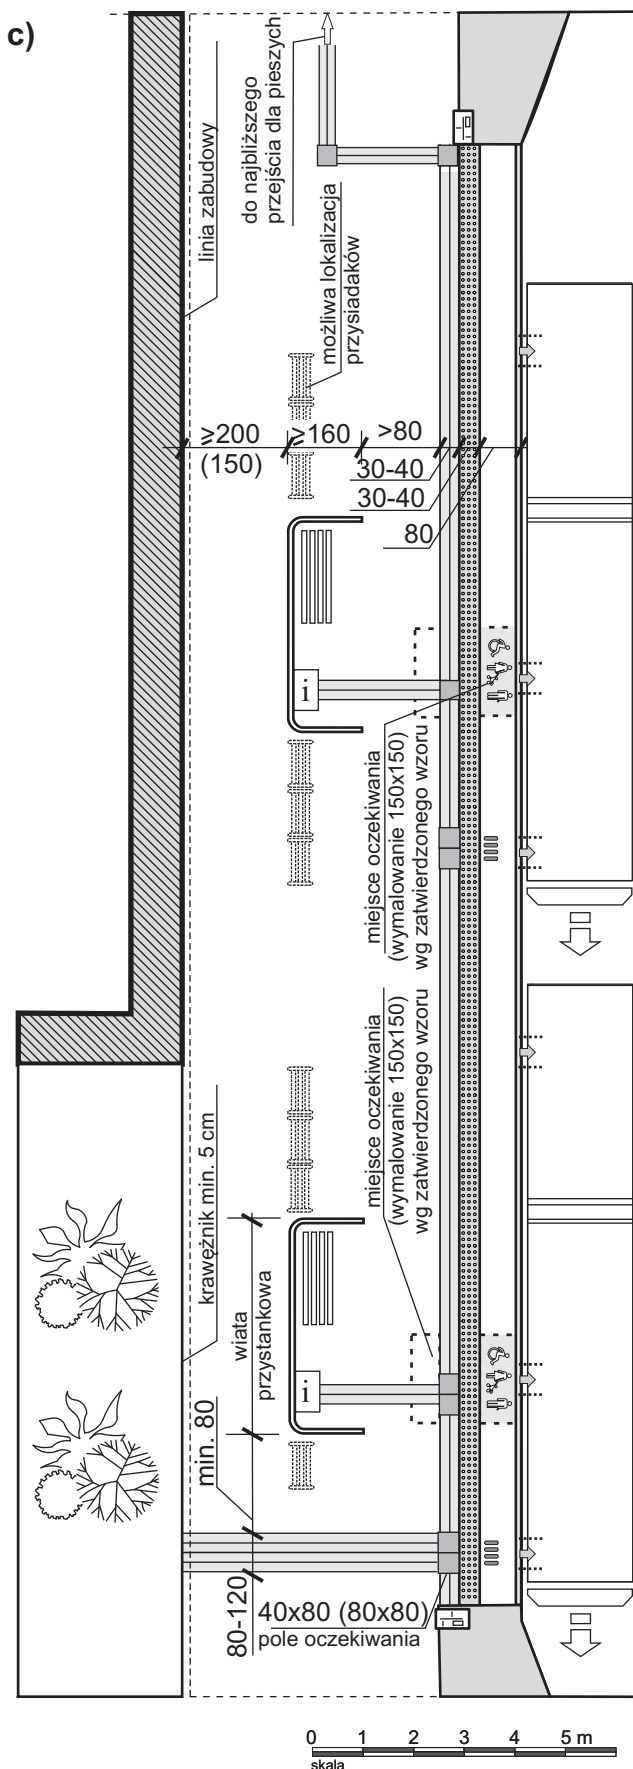 c)
linia zabudowy
do najbliższego
przejścia dla pieszych
możliwa lokalizacja
przysiadaków
⩾200
(150)
⩾160
>80
30-40
30-40
80
i
miejsce oczekiwania
(wymalowanie 150x150)
wg zatwierdzonego wzoru
miejsce oczekiwania
(wymalowanie 150x150)
wg zatwierdzonego wzoru
krawężnik min. 5 cm
wiata
przystankowa
i
min. 80
80-120
40x80 (80x80)
pole oczekiwania
0 1 2 3 4 5 m
skala